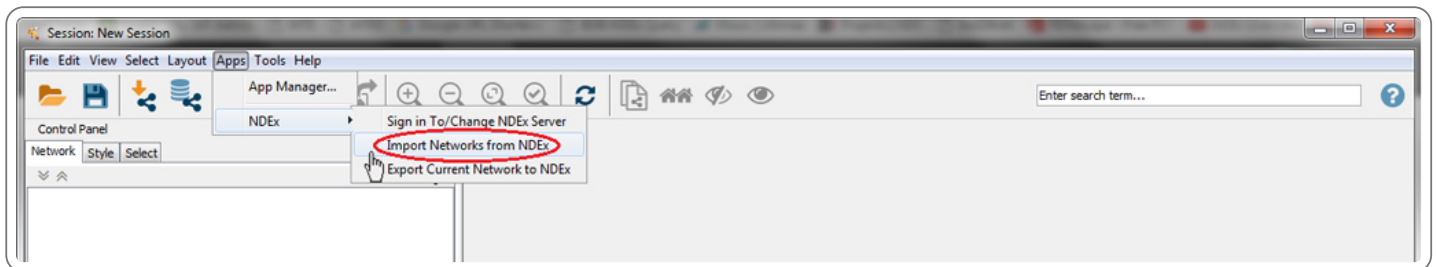 Session: New Session
File Edit View Select Layout Apps Tools Help
App Manager...
Enter search term...
?
Control Panel
NDEx
Sign in To/Change NDEx Server
Network Style Select
Import Networks from NDEx
Export Current Network to NDEx